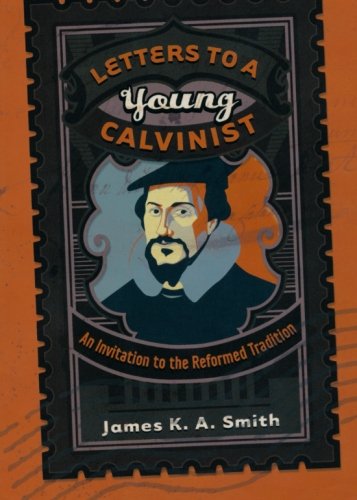 LETTERS TO A
Young
CALVINIST
An Invitation to the Reformed Tradition
James K. A. Smith